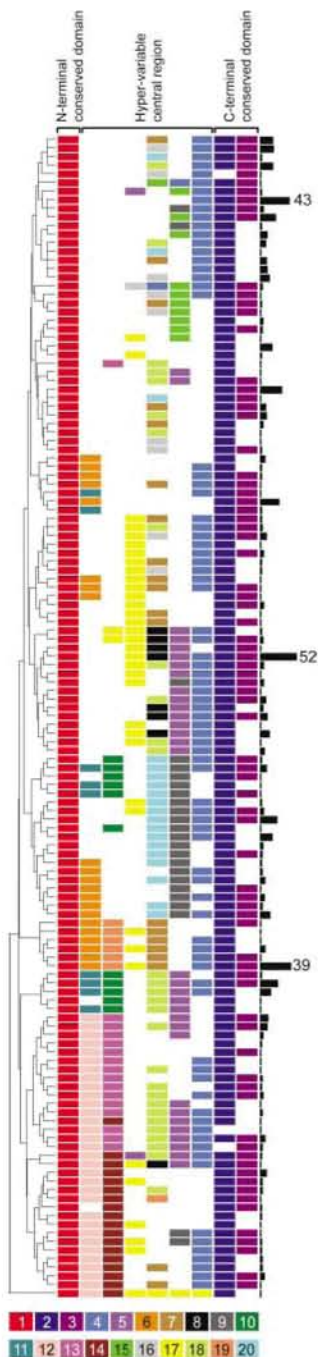 N-terminal
conserved domain
Hyper-variable
central region
C-terminal
conserved domain
43
52
39
1 2 3 4 5 6 7 8 9 10
11 12 13 14 15 16 17 18 19 20